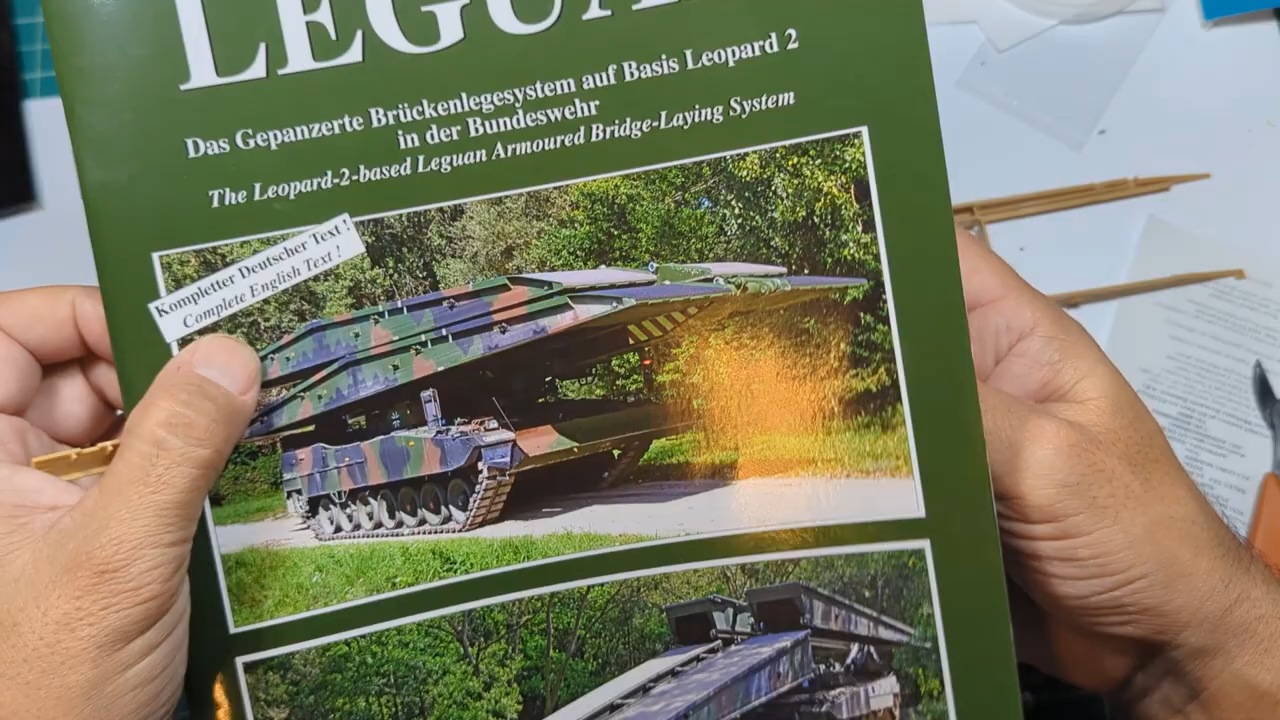 LEGUA
Das Gepanzerte Brückenlegesystem auf Basis Leopard 2
in der Bundeswehr
The Leopard-2-based Leguan Armoured Bridge-Laying System
Kompletter Deutscher Text !
Complete English Text !